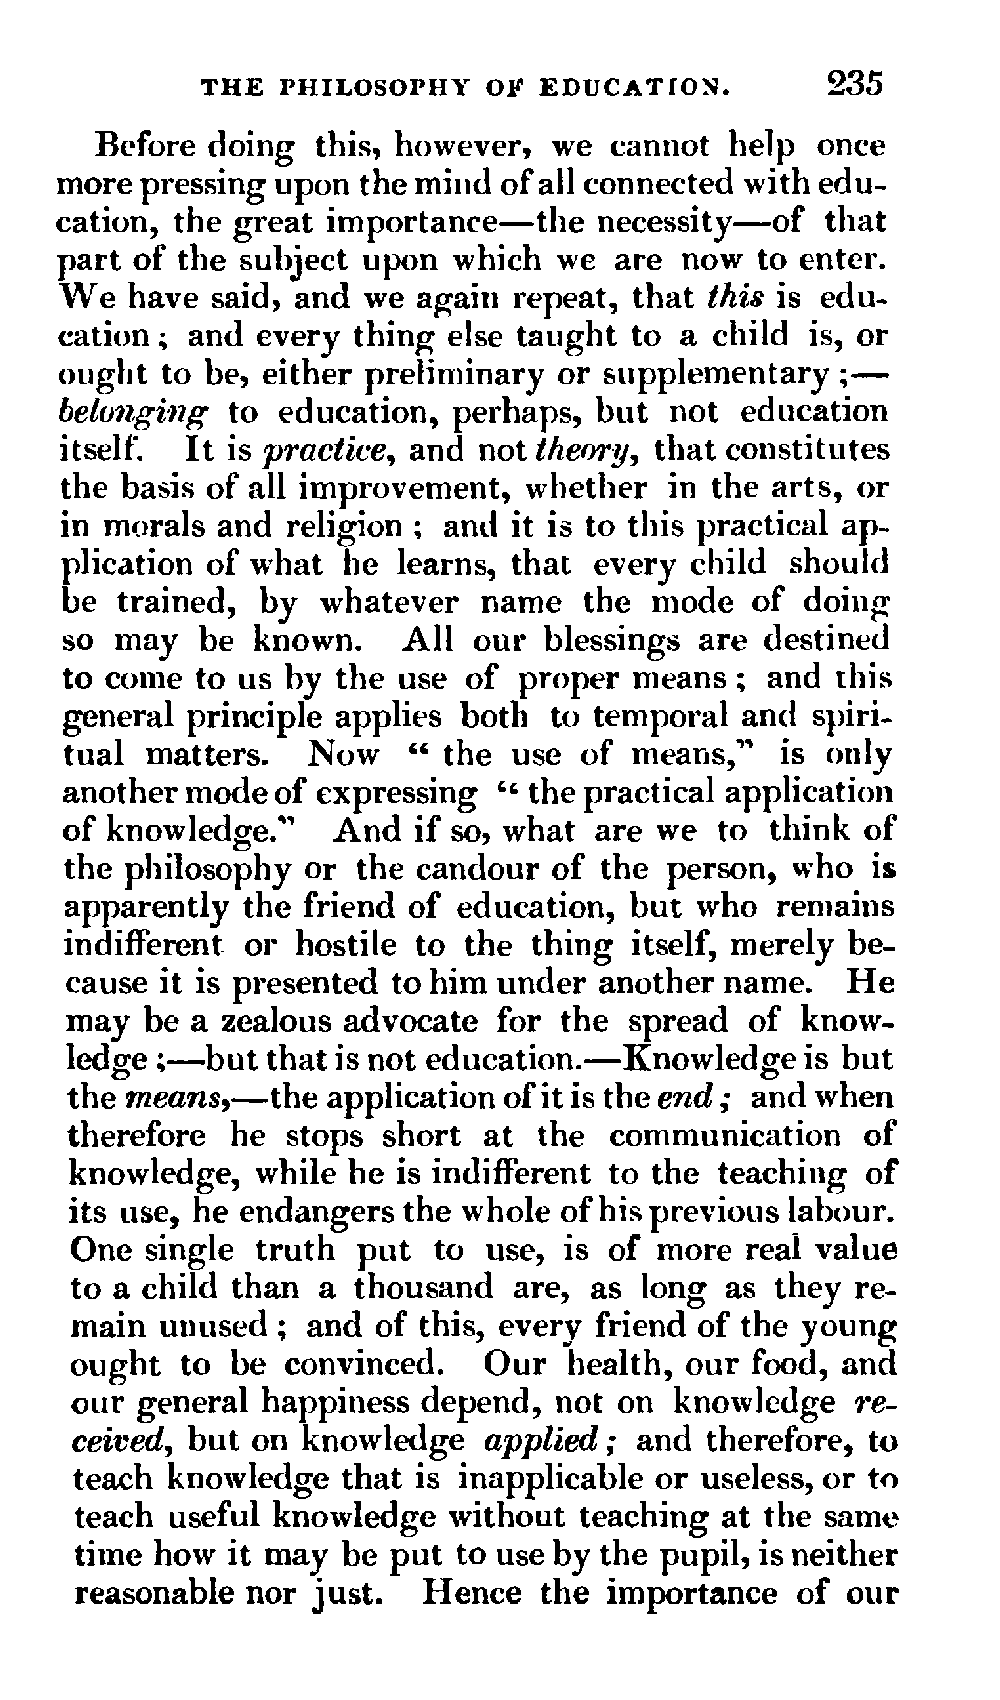 THE PHILOSOPHY OF EDUCATION. 235
Before doing this, however, we cannot help once
more pressing upon the mind of all connected with edu-
cation, the great importance—the necessity—of that
part of the subject upon which we are now to enter.
We have said, and we again repeat, that this is edu-
cation ; and every thing else taught to a child is, or
ought to be, either preliminary or supplementary ;—
belonging to education, perhaps, but not education
itself. It is practice, and not theory, that constitutes
the basis of all improvement, whether in the arts, or
in morals and religion ; and it is to this practical ap-
plication of what he learns, that every child should
be trained, by whatever name the mode of doing
so may be known. All our blessings are destined
to come to us by the use of proper means ; and this
general principle applies both to temporal and spiri-
tual matters. Now “ the use of means,” is only
another mode of expressing “ the practical application
of knowledge.” And if so, what are we to think of
the philosophy or the candour of the person, who is
apparently the friend of education, but who remains
indifferent or hostile to the thing itself, merely be-
cause it is presented to him under another name. He
may be a zealous advocate for the spread of know-
ledge ;—but that is not education.—Knowledge is but
the means,—the application of it is the end ; and when
therefore he stops short at the communication of
knowledge, while he is indifferent to the teaching of
its use, he endangers the whole of his previous labour.
One single truth put to use, is of more real value
to a child than a thousand are, as long as they re-
main unused ; and of this, every friend of the young
ought to be convinced. Our health, our food, and
our general happiness depend, not on knowledge re-
ceived, but on knowledge applied ; and therefore, to
teach knowledge that is inapplicable or useless, or to
teach useful knowledge without teaching at the same
time how it may be put to use by the pupil, is neither
reasonable nor just. Hence the importance of our